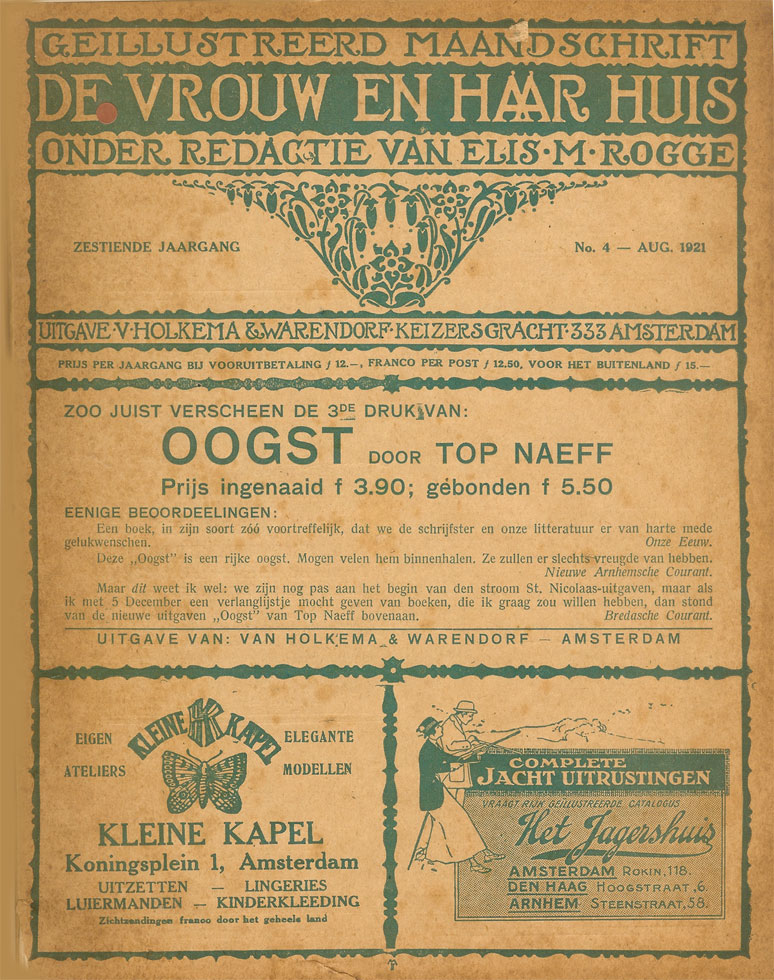 GEILLUSTREERD MAANDSCHRIFT
DE VROUW EN HAAR HUIS
ONDER REDACTIE VAN ELIS·M·ROGGE
ZESTIENDE JAARGANG
No. 4 — AUG. 1921
UITGAVE·V·HOLKEMA & WARENDORF·KEIZERSGRACHT·333 AMSTERDAM
PRIJS PER JAARGANG BIJ VOORUITBETALING ƒ 12.—, FRANCO PER POST ƒ 12.50, VOOR HET BUITENLAND ƒ 15.—
ZOO JUIST VERSCHEEN DE 3DE DRUK VAN:
OOGST DOOR TOP NAEFF
Prijs ingenaaid f 3.90; gebonden f 5.50
EENIGE BEOORDEELINGEN:
Een boek, in zijn soort zóó voortreffelijk, dat we de schrijfster en onze litteratuur er van harte mede
gelukwenschen. Onze Eeuw.
Deze „Oogst" is een rijke oogst. Mogen velen hem binnenhalen. Ze zullen er slechts vreugde van hebben.
Nieuwe Arnhemsche Courant.
Maar dit weet ik wel: we zijn nog pas aan het begin van den stroom St. Nicolaas-uitgaven, maar als
ik met 5 December een verlanglijstje mocht geven van boeken, die ik graag zou willen hebben, dan stond
van de nieuwe uitgaven „Oogst" van Top Naeff bovenaan. Bredasche Courant.
UITGAVE VAN: VAN HOLKEMA & WARENDORF — AMSTERDAM
EIGEN
ATELIERS
KLEINE KAPEL
ELEGANTE
MODELLEN
KLEINE KAPEL
Koningsplein 1, Amsterdam
UITZETTEN — LINGERIES
LUIERMANDEN — KINDERKLEEDING
Zichtzendingen franco door het geheele land
COMPLETE
JACHT UITRUSTINGEN
VRAAGT RIJK GEÏLLUSTREERDE CATALOGUS
Het Jagershuis
AMSTERDAM ROKIN, 118.
DEN HAAG HOOGSTRAAT, 6.
ARNHEM STEENSTRAAT, 58.